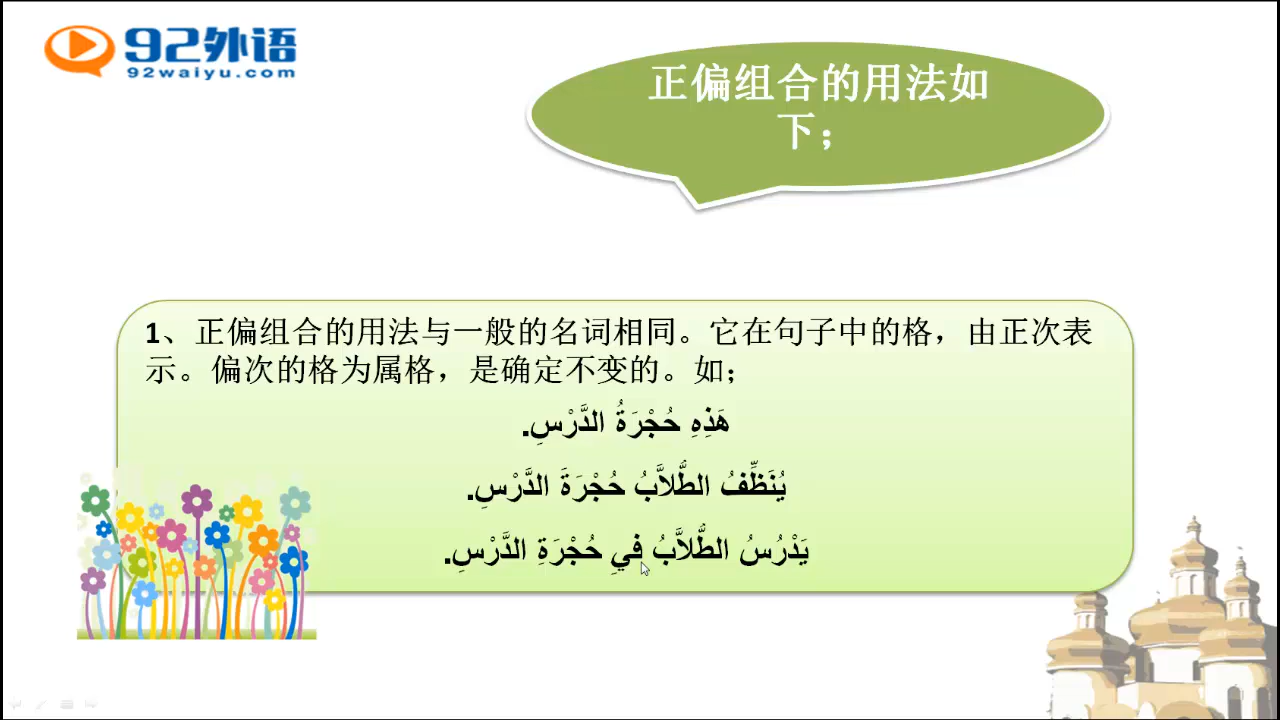 92外语
92waiyu.com
正偏组合的用法如
下；
1、正偏组合的用法与一般的名词相同。它在句子中的格，由正次表
示。偏次的格为属格，是确定不变的。如；
هَذِهِ حُجْرَةُ الدَّرْسِ.
يُنَظِّفُ الطُّلاَّبُ حُجْرَةَ الدَّرْسِ.
يَدْرُسُ الطُّلاَّبُ فِي حُجْرَةِ الدَّرْسِ.